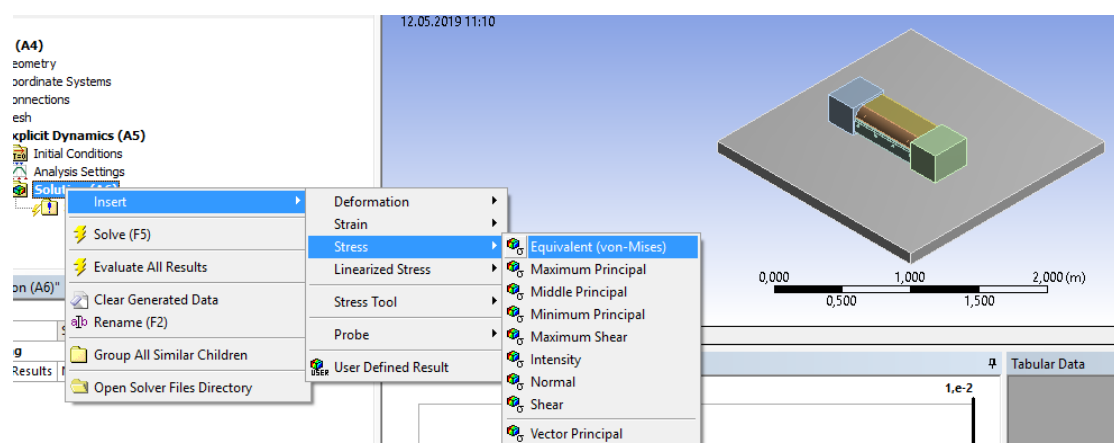 12.05.2019 11:10
(A4)
eometry
oordinate Systems
onnections
esh
xplicit Dynamics (A5)
T=0 Initial Conditions
Analysis Settings
Solution (A6)
Insert
Solve (F5)
Evaluate All Results
Clear Generated Data
Rename (F2)
Group All Similar Children
Open Solver Files Directory
Deformation
Strain
Stress
Linearized Stress
Stress Tool
Probe
USER User Defined Result
Equivalent (von-Mises)
Maximum Principal
Middle Principal
Minimum Principal
Maximum Shear
Intensity
Normal
Shear
Vector Principal
on (A6)"
g
Results
0,000
1,000
2,000 (m)
0,500
1,500
Tabular Data
1,e-2